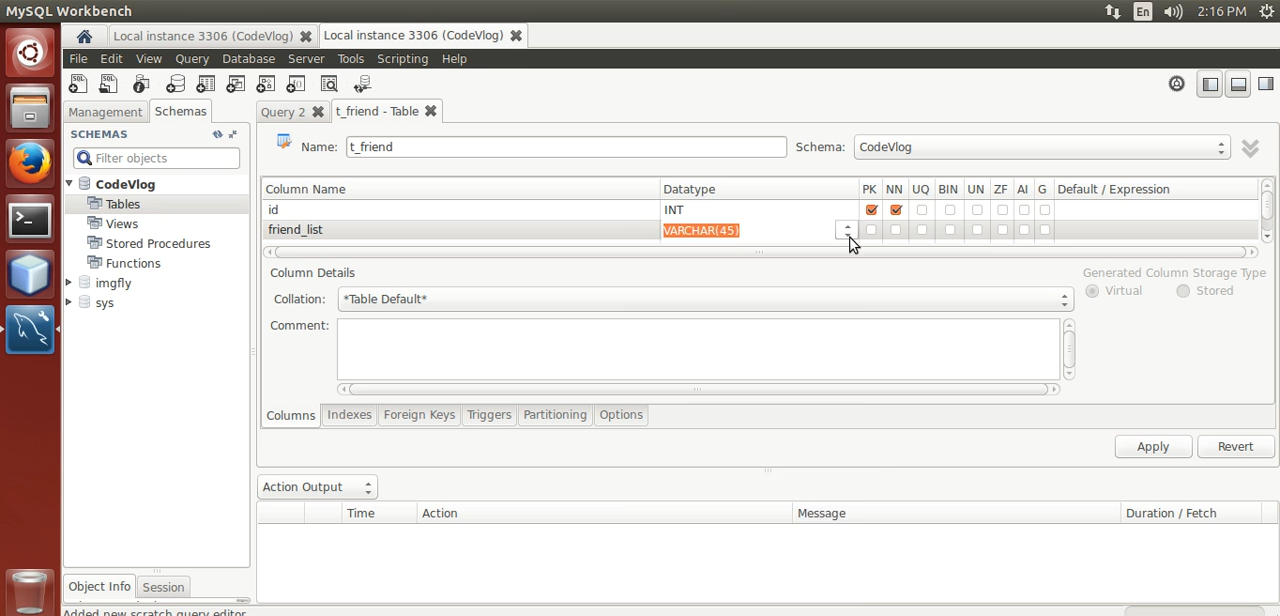 MySQL Workbench
En
2:16 PM
Local instance 3306 (CodeVlog)
Local instance 3306 (CodeVlog)
File Edit View Query Database Server Tools Scripting Help
Management Schemas
Query 2
t_friend - Table
SCHEMAS
Filter objects
CodeVlog
Tables
Views
Stored Procedures
Functions
imgfly
sys
Name: t_friend
Schema: CodeVlog
Column Name Datatype PK NN UQ BIN UN ZF AI G Default / Expression
id INT
friend_list VARCHAR(45)
Column Details
Generated Column Storage Type
Collation: *Table Default*
Virtual Stored
Comment:
Columns Indexes Foreign Keys Triggers Partitioning Options
Apply Revert
Action Output
Time Action Message Duration / Fetch
Object Info Session
Added new scratch query editor